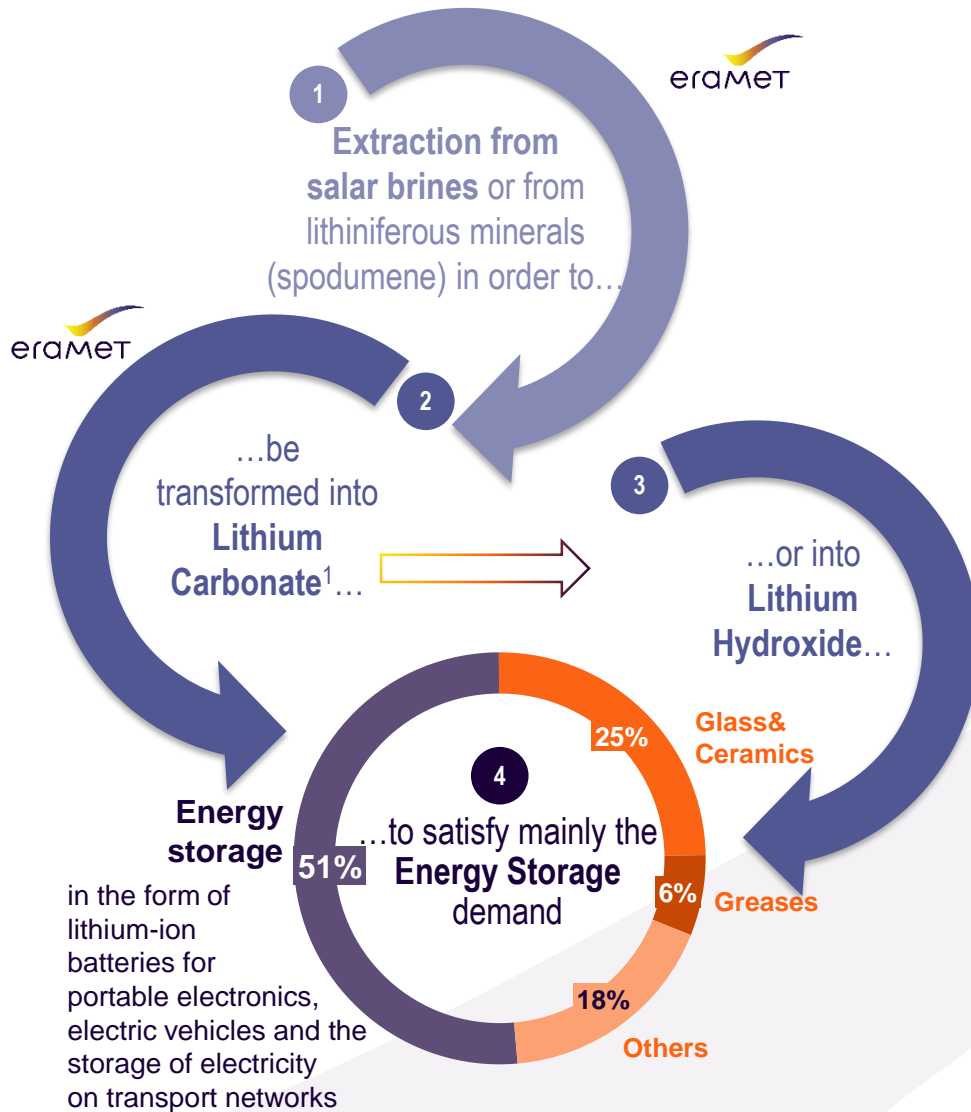 eramet
1
Extraction from
salar brines or from
lithiniferous minerals
(spodumene) in order to…
eramet
2
…be
transformed into
Lithium
Carbonate1…
3
…or into
Lithium
Hydroxide…
25%
Glass&
Ceramics
4
…to satisfy mainly the
Energy Storage
demand
Energy
storage
51%
6%
Greases
18%
Others
in the form of
lithium-ion
batteries for
portable electronics,
electric vehicles and the
storage of electricity
on transport networks